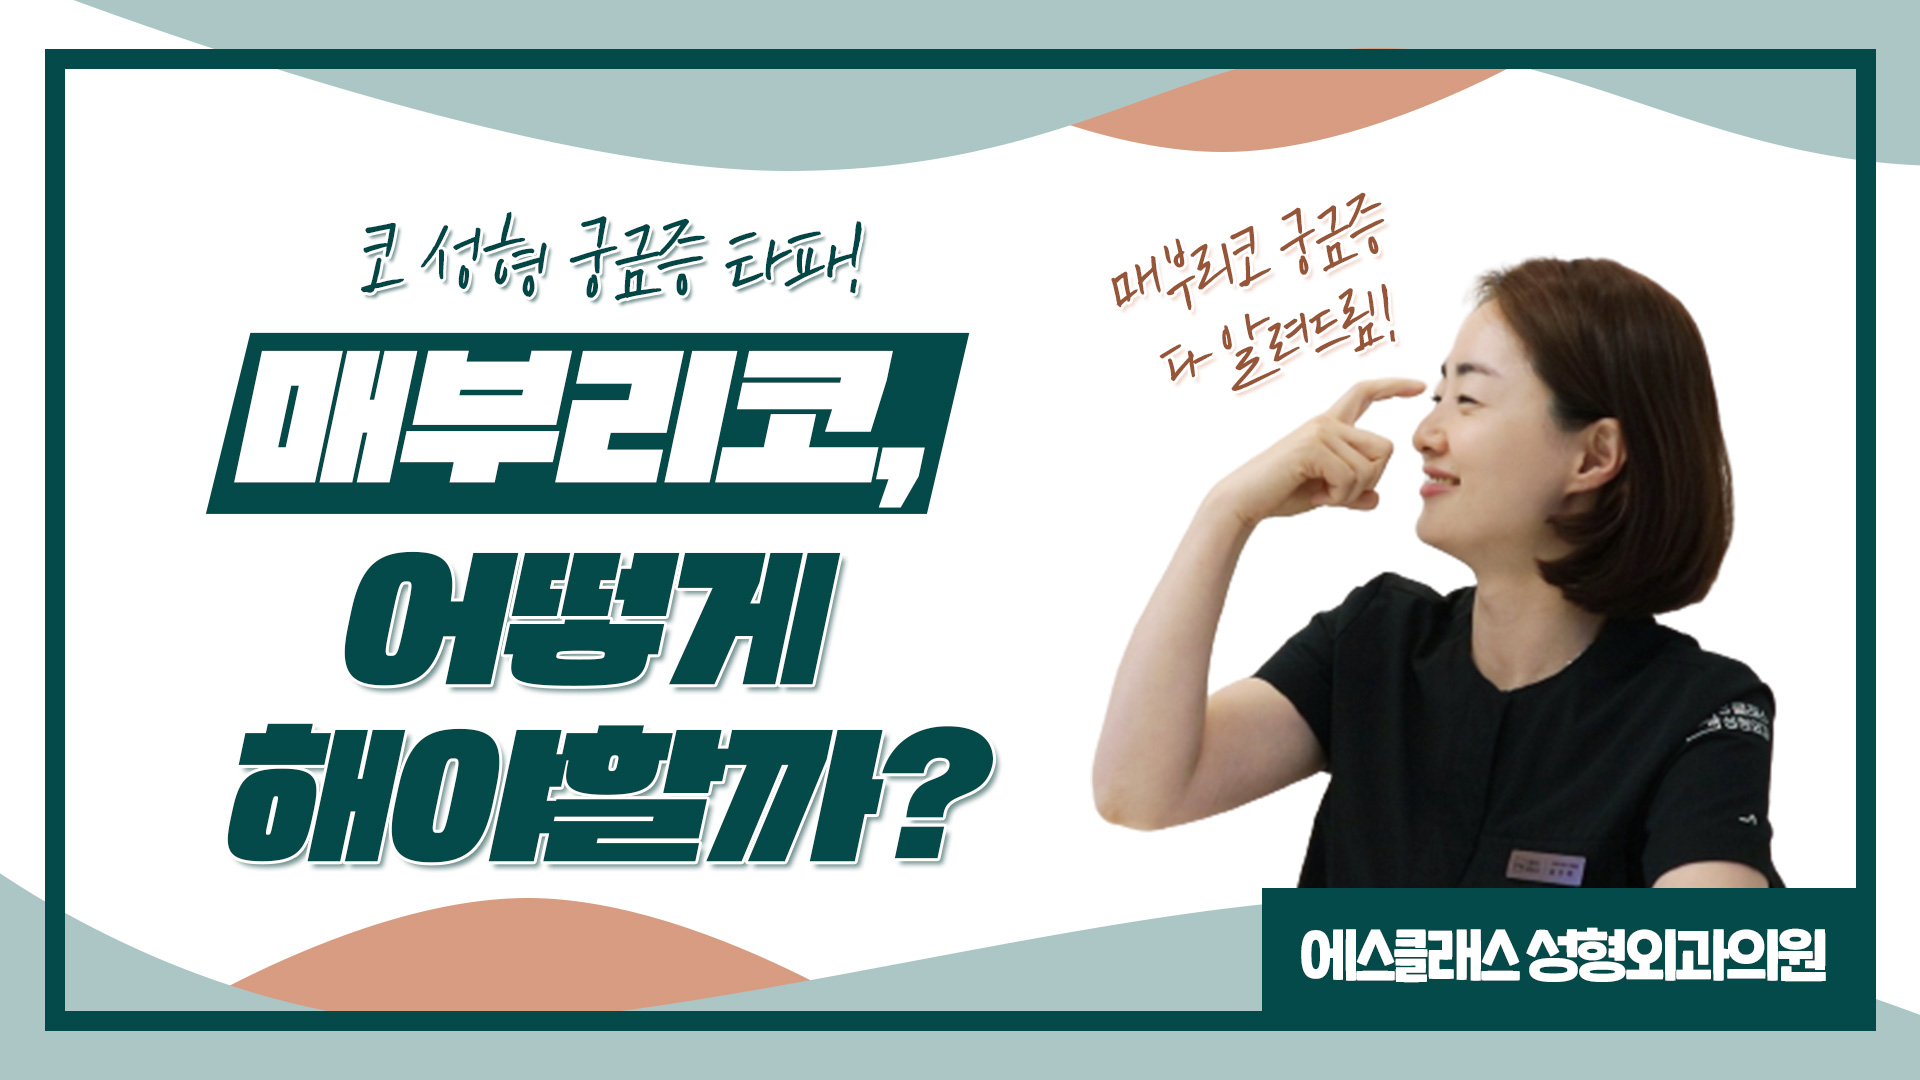 코 성형 궁금증 타파!
매부리코,
어떻게
해야할까?
매부리코 궁금증
다 알려드림!
에스클래스 성형외과의원